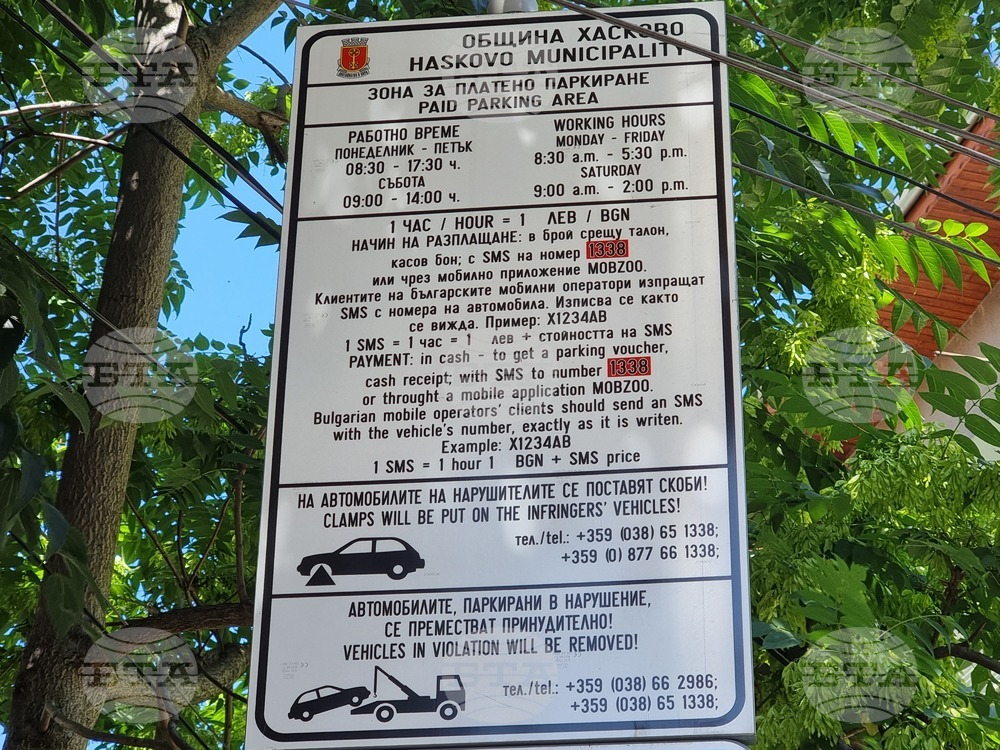 ОБЩИНА ХАСКОВО
HASKOVO MUNICIPALITY
ЗОНА ЗА ПЛАТЕНО ПАРКИРАНЕ
PAID PARKING AREA
РАБОТНО ВРЕМЕ
ПОНЕДЕЛНИК - ПЕТЪК
08:30 - 17:30 ч.
СЪБОТА
09:00 - 14:00 ч.
WORKING HOURS
MONDAY - FRIDAY
8:30 a.m. - 5:30 p.m.
SATURDAY
9:00 a.m. - 2:00 p.m.
1 ЧАС / HOUR = 1 ЛЕВ / BGN
НАЧИН НА РАЗПЛАЩАНЕ: в брой срещу талон,
касов бон; с SMS на номер 1338
или чрез мобилно приложение MOBZOO.
Клиентите на българските мобилни оператори изпращат
SMS с номера на автомобила. Изписва се както
се вижда. Пример: X1234AB
1 SMS = 1 час = 1 лев + стойността на SMS
PAYMENT: in cash - to get a parking voucher,
cash receipt; with SMS to number 1338
or throught a mobile application MOBZOO.
Bulgarian mobile operators' clients should send an SMS
with the vehicle's number, exactly as it is writen.
Example: X1234AB
1 SMS = 1 hour 1 BGN + SMS price
НА АВТОМОБИЛИТЕ НА НАРУШИТЕЛИТЕ СЕ ПОСТАВЯТ СКОБИ!
CLAMPS WILL BE PUT ON THE INFRINGERS' VEHICLES!
тел./tel.: +359 (038) 65 1338;
+359 (0) 877 66 1338;
АВТОМОБИЛИТЕ, ПАРКИРАНИ В НАРУШЕНИЕ,
СЕ ПРЕМЕСТВАТ ПРИНУДИТЕЛНО!
VEHICLES IN VIOLATION WILL BE REMOVED!
тел./tel.: +359 (038) 66 2986;
+359 (038) 65 1338;
БТА
БТА
БТА
БТА
БТА
БТА